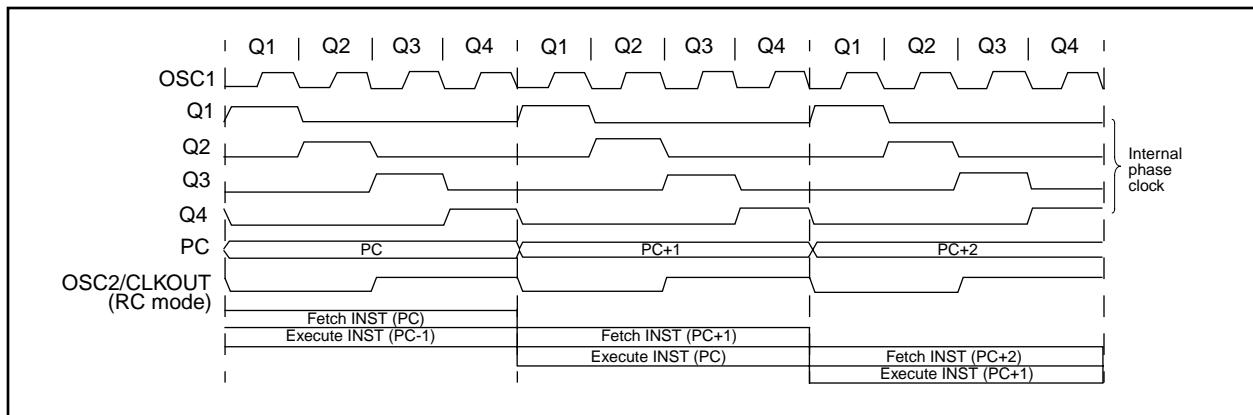 Q1 | Q2 | Q3 | Q4 | Q1 | Q2 | Q3 | Q4 | Q1 | Q2 | Q3 | Q4
OSC1
Q1
Q2
Q3
Q4
PC
OSC2/CLKOUT
(RC mode)
PC
PC+1
PC+2
Internal
phase
clock
Fetch INST (PC)
Execute INST (PC-1)
Fetch INST (PC+1)
Execute INST (PC)
Fetch INST (PC+2)
Execute INST (PC+1)